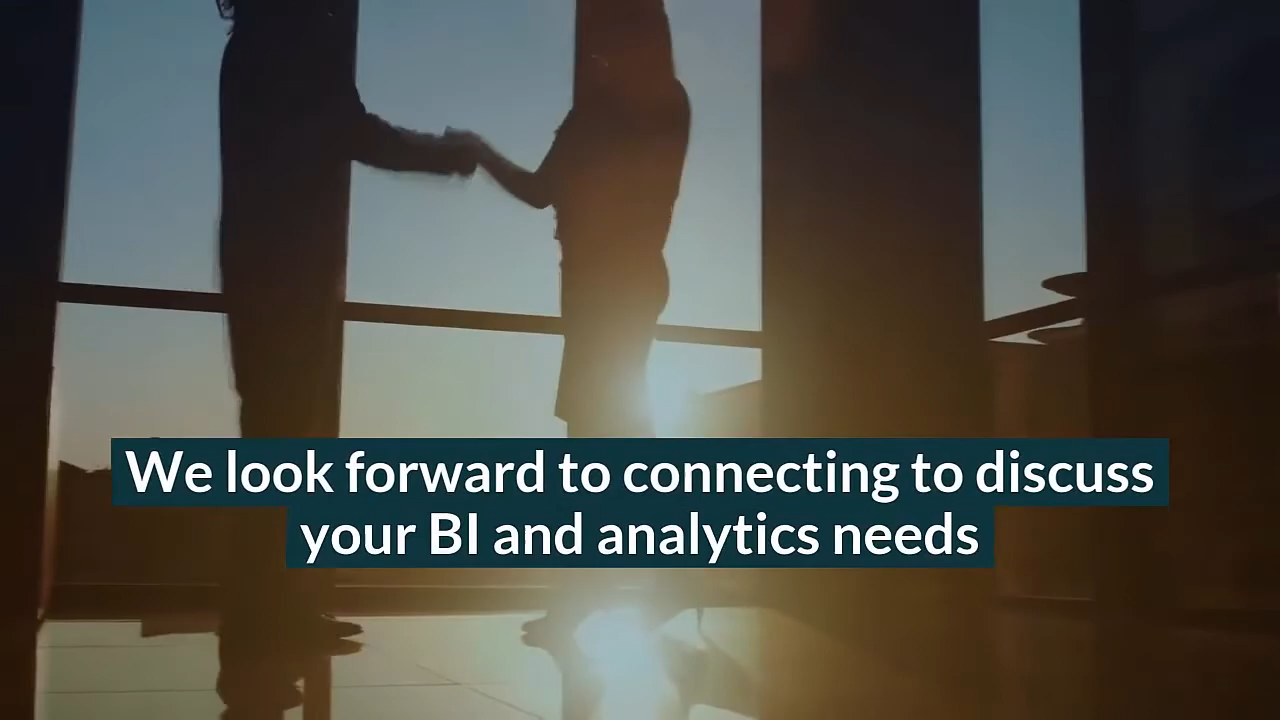 We look forward to connecting to discuss
your BI and analytics needs